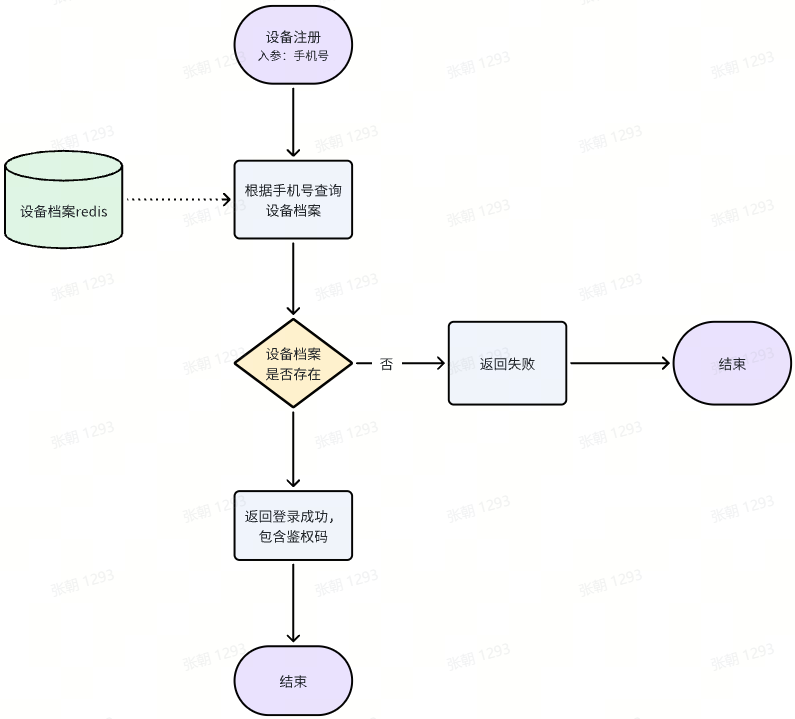 设备注册
入参：手机号
根据手机号查询
设备档案
设备档案redis
设备档案
是否存在
否
返回失败
结束
返回登录成功，
包含鉴权码
结束
张朝 1293